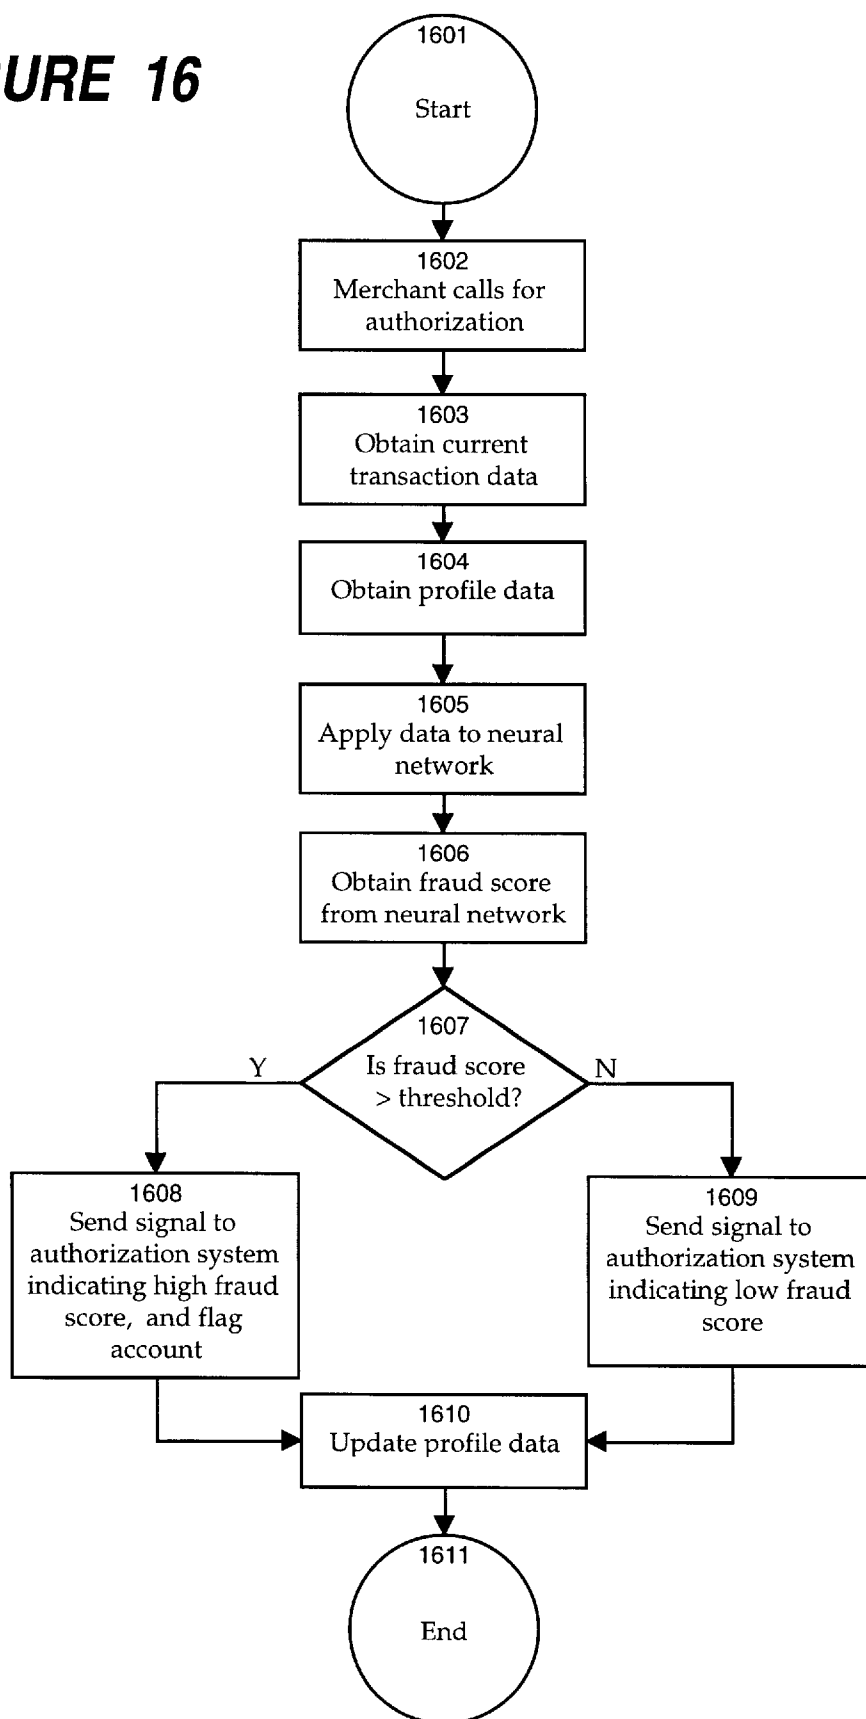 URE 16
1601
Start
1602
Merchant calls for
authorization
1603
Obtain current
transaction data
1604
Obtain profile data
1605
Apply data to neural
network
1606
Obtain fraud score
from neural network
1607
Is fraud score
> threshold?
Y
N
1608
Send signal to
authorization system
indicating high fraud
score, and flag
account
1609
Send signal to
authorization system
indicating low fraud
score
1610
Update profile data
1611
End